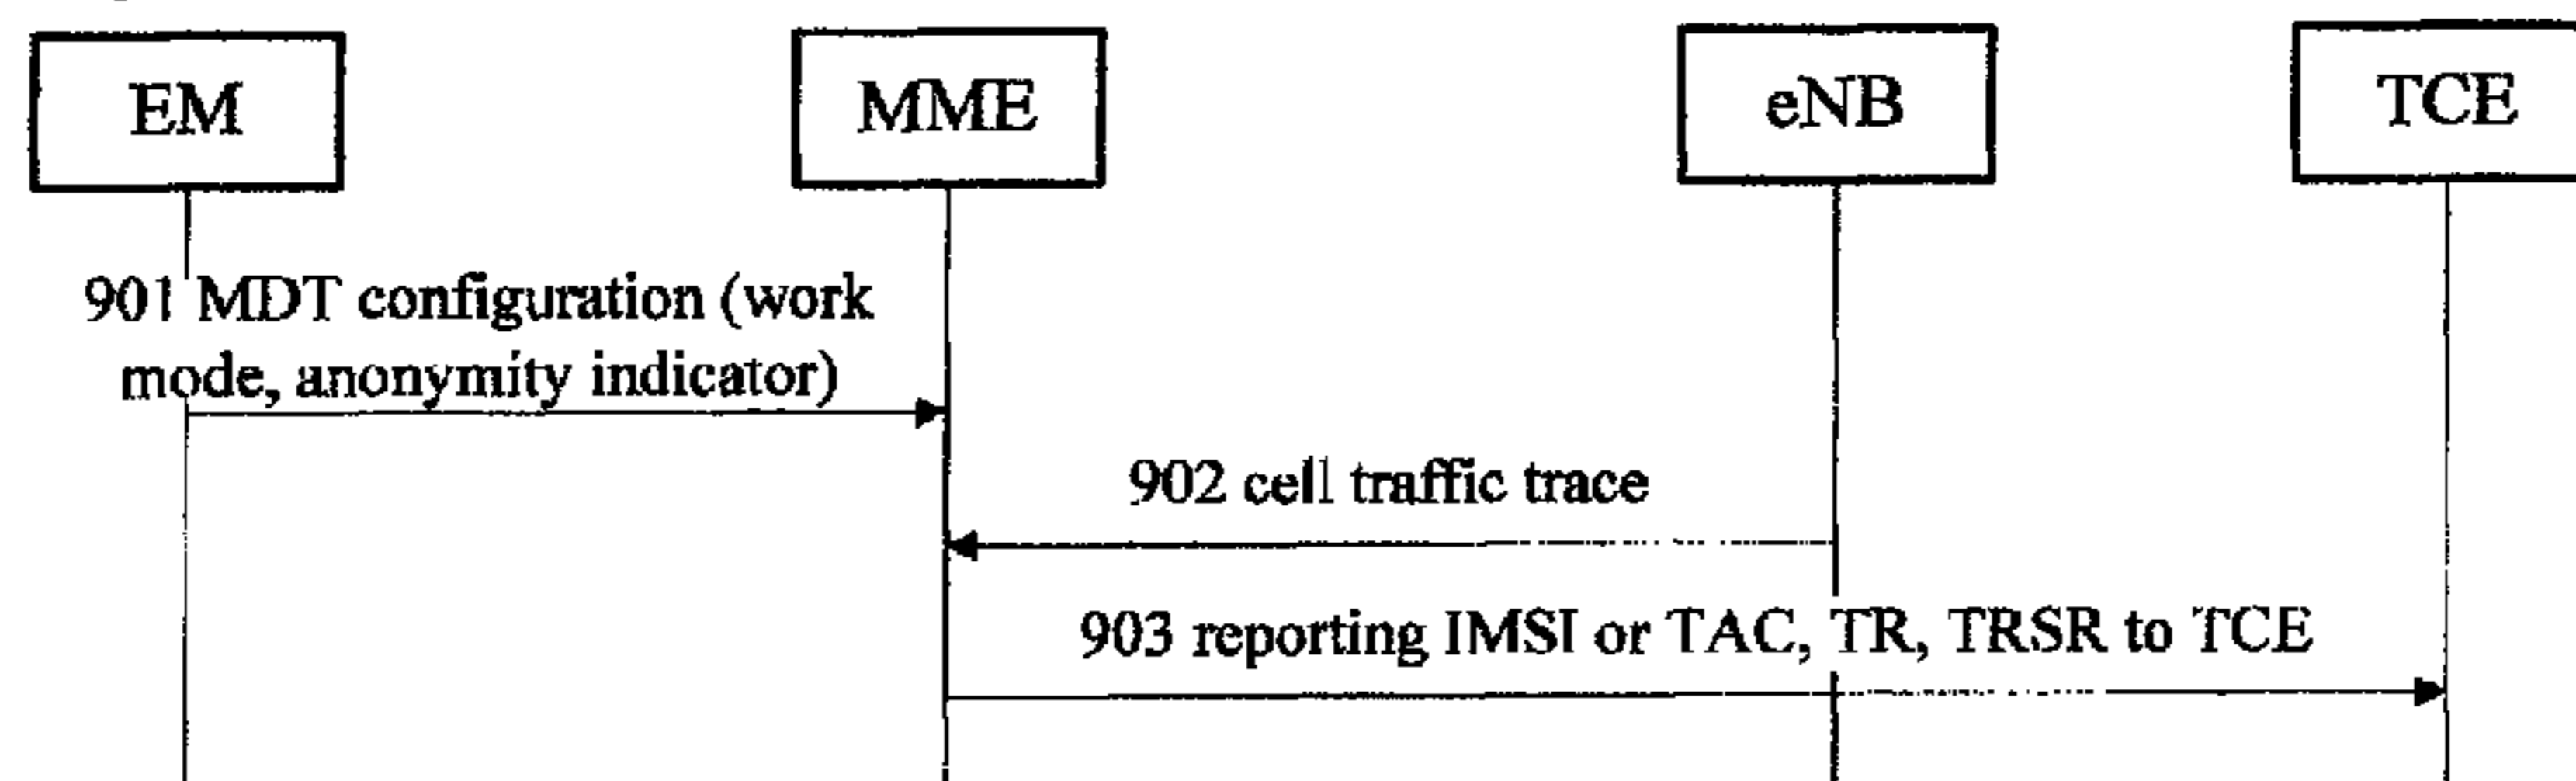 EM
MME
eNB
TCE
901 MDT configuration (work
mode, anonymity indicator)
902 cell traffic trace
903 reporting IMSI or TAC, TR, TRSR to TCE